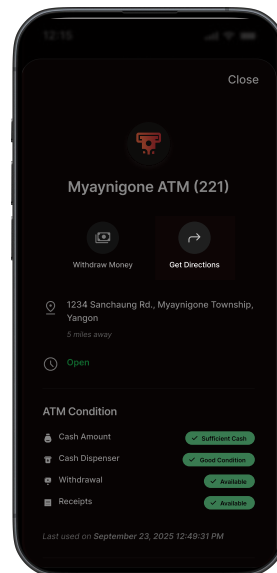 12:15
Close
Myaynigone ATM (221)
Withdraw Money
Get Directions
1234 Sanchaung Rd., Myaynigone Township,
Yangon
5 miles away
Open
ATM Condition
Cash Amount
Sufficient Cash
Cash Dispenser
Good Condition
Withdrawal
Available
Receipts
Available
Last used on September 23, 2025 12:49:31 PM